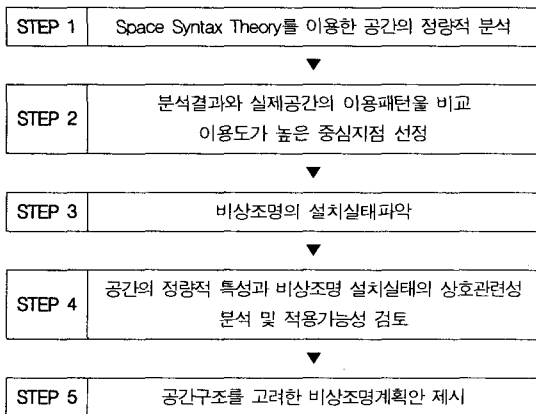 STEP 1 Space Syntax Theory를 이용한 공간의 정량적 분석
▼
STEP 2 분석결과와 실제공간의 이용패턴을 비교
이용도가 높은 중심지점 선정
▼
STEP 3 비상조명의 설치실태파악
▼
STEP 4 공간의 정량적 특성과 비상조명 설치실태의 상호관련성
분석 및 적용가능성 검토
▼
STEP 5 공간구조를 고려한 비상조명계획안 제시